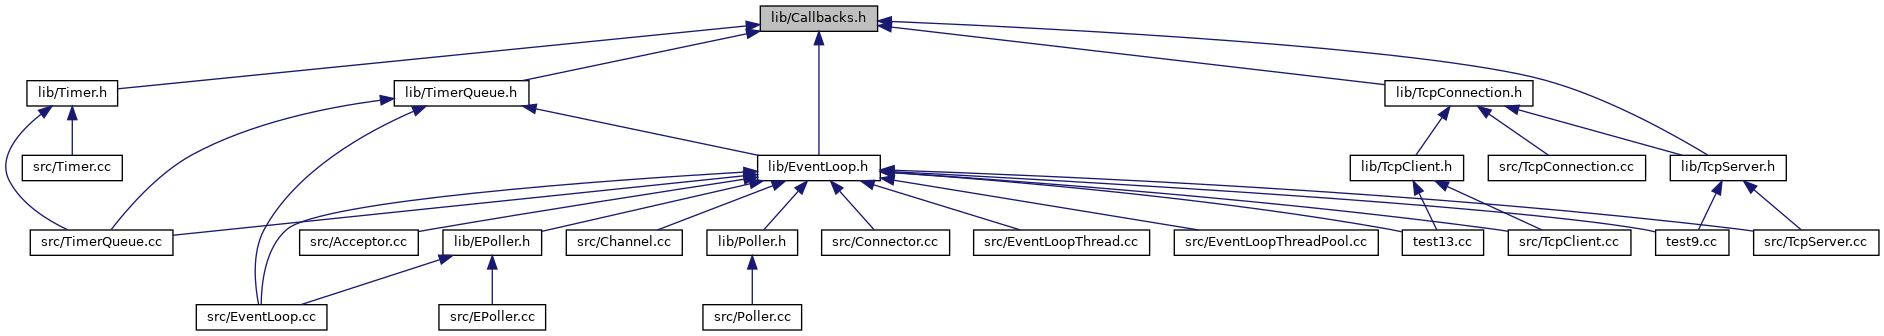 lib/Callbacks.h
lib/Timer.h
lib/TimerQueue.h
lib/TcpConnection.h
src/Timer.cc
lib/EventLoop.h
lib/TcpClient.h
src/TcpConnection.cc
lib/TcpServer.h
src/TimerQueue.cc
src/Acceptor.cc
lib/EPoller.h
src/Channel.cc
lib/Poller.h
src/Connector.cc
src/EventLoopThread.cc
src/EventLoopThreadPool.cc
test13.cc
src/TcpClient.cc
test9.cc
src/TcpServer.cc
src/EventLoop.cc
src/EPoller.cc
src/Poller.cc